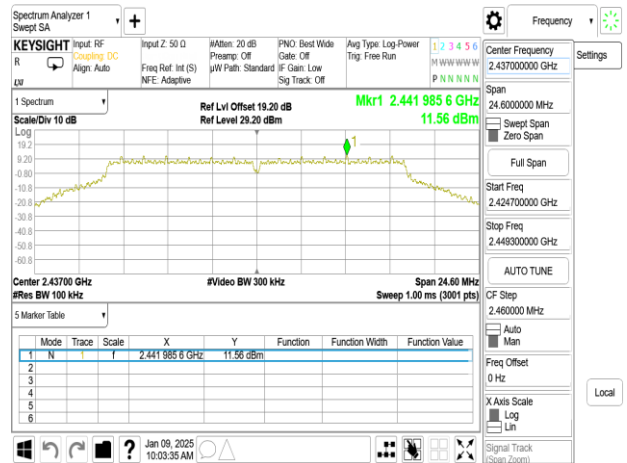 Spectrum Analyzer 1
Swept SA
Frequency
KEYSIGHT
R
Input: RF
Coupling: DC
Align: Auto
Input Z: 50 Ω
Freq Ref: Int (S)
NFE: Adaptive
#Atten: 20 dB
Preamp: Off
µW Path: Standard
PNO: Best Wide
Gate: Off
IF Gain: Low
Sig Track: Off
Avg Type: Log-Power
Trig: Free Run
1 2 3 4 5 6
M W W W W W
P N N N N N
1 Spectrum
Scale/Div 10 dB
Ref Lvl Offset 19.20 dB
Ref Level 29.20 dBm
Mkr1 2.441 985 6 GHz
11.56 dBm
Log
19.2
9.20
-0.80
-10.8
-20.8
-30.8
-40.8
-50.8
-60.8
1
Center 2.43700 GHz
#Res BW 100 kHz
#Video BW 300 kHz
Span 24.60 MHz
Sweep 1.00 ms (3001 pts)
5 Marker Table
Mode Trace Scale X Y Function Function Width Function Value
1 N 1 f 2.441 985 6 GHz 11.56 dBm
2
3
4
5
6
?
Jan 09, 2025
10:03:35 AM
Center Frequency
2.437000000 GHz
Span
24.6000000 MHz
Swept Span
Zero Span
Full Span
Start Freq
2.424700000 GHz
Stop Freq
2.449300000 GHz
AUTO TUNE
CF Step
2.460000 MHz
Auto
Man
Freq Offset
0 Hz
X Axis Scale
Log
Lin
Signal Track
(Span Zoom)
Settings
Local